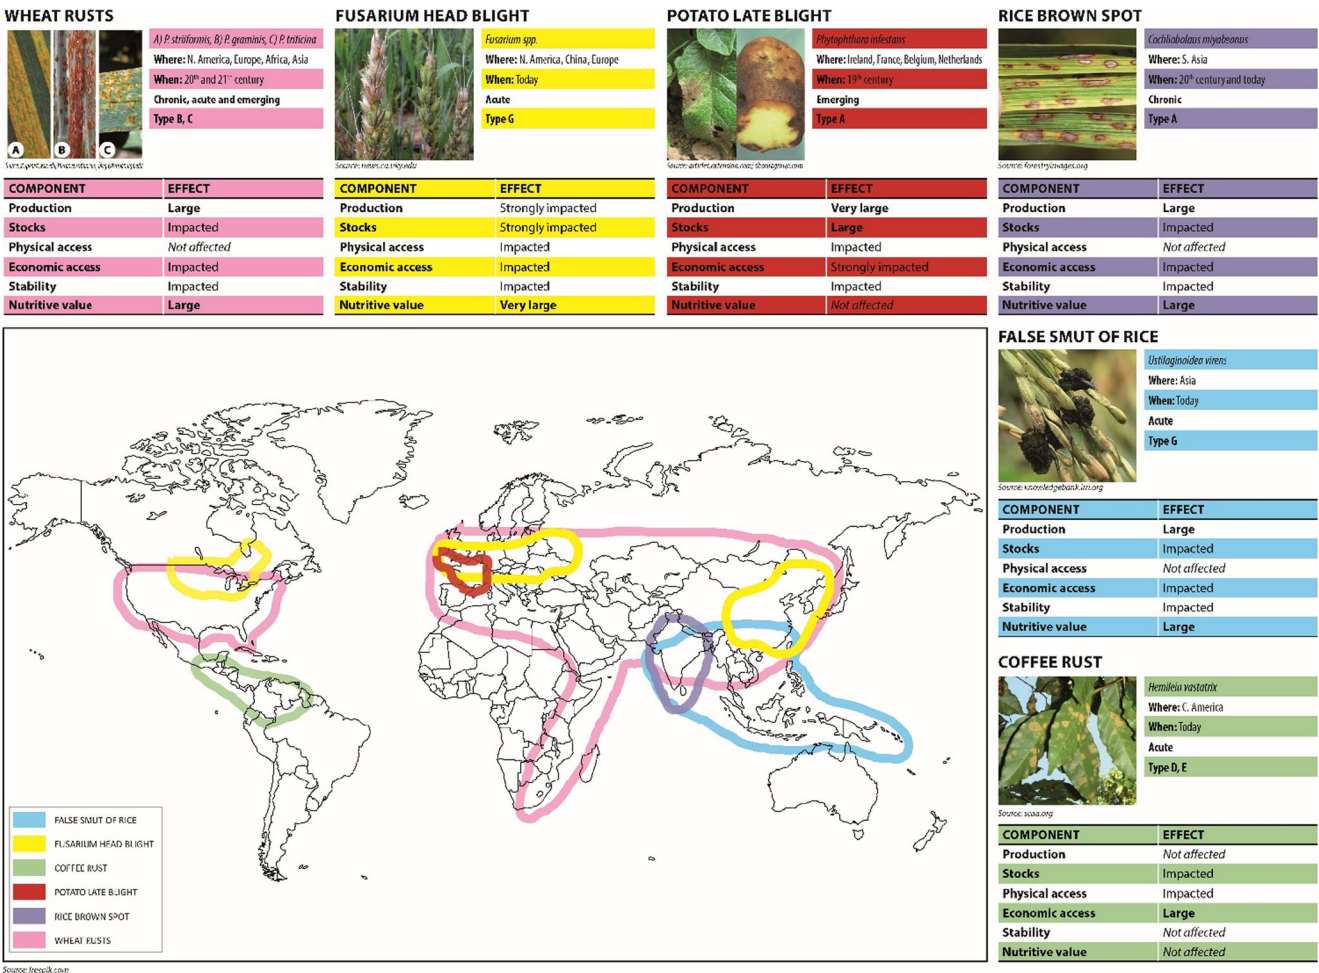 WHEAT RUSTS
A) P. striiformis, B) P. graminis, C) P. triticina
Where: N. America, Europe, Africa, Asia
When: 20th and 21st century
Chronic, acute and emerging
Type B, C
A B C
COMPONENT EFFECT
Production Large
Stocks Impacted
Physical access Not affected
Economic access Impacted
Stability Impacted
Nutritive value Large
FUSARIUM HEAD BLIGHT
Fusarium spp.
Where: N. America, China, Europe
When: Today
Acute
Type G
Source: news.ca.uky.edu
COMPONENT EFFECT
Production Strongly impacted
Stocks Strongly impacted
Physical access Impacted
Economic access Impacted
Stability Impacted
Nutritive value Very large
POTATO LATE BLIGHT
Phytophthora infestans
Where: Ireland, France, Belgium, Netherlands
When: 19th century
Emerging
Type A
Source: articles.extension.com;
COMPONENT EFFECT
Production Very large
Stocks Large
Physical access Impacted
Economic access Strongly impacted
Stability Impacted
Nutritive value Not affected
RICE BROWN SPOT
Cochliobolous miyabeanus
Where: S. Asia
When: 20th century and today
Chronic
Type A
Source: forestryimages.org
COMPONENT EFFECT
Production Large
Stocks Impacted
Physical access Not affected
Economic access Impacted
Stability Impacted
Nutritive value Large
FALSE SMUT OF RICE
Ustilaginoidea virens
Where: Asia
When: Today
Acute
Type G
Source: knowledgebank.irri.org
COMPONENT EFFECT
Production Large
Stocks Impacted
Physical access Not affected
Economic access Impacted
Stability Impacted
Nutritive value Large
COFFEE RUST
Hemileia vastatrix
Where: C. America
When: Today
Acute
Type D, E
Source: scaa.org
COMPONENT EFFECT
Production Not affected
Stocks Impacted
Physical access Impacted
Economic access Large
Stability Not affected
Nutritive value Not affected
FALSE SMUT OF RICE
FUSARIUM HEAD BLIGHT
COFFEE RUST
POTATO LATE BLIGHT
RICE BROWN SPOT
WHEAT RUSTS
Source: freepik.com